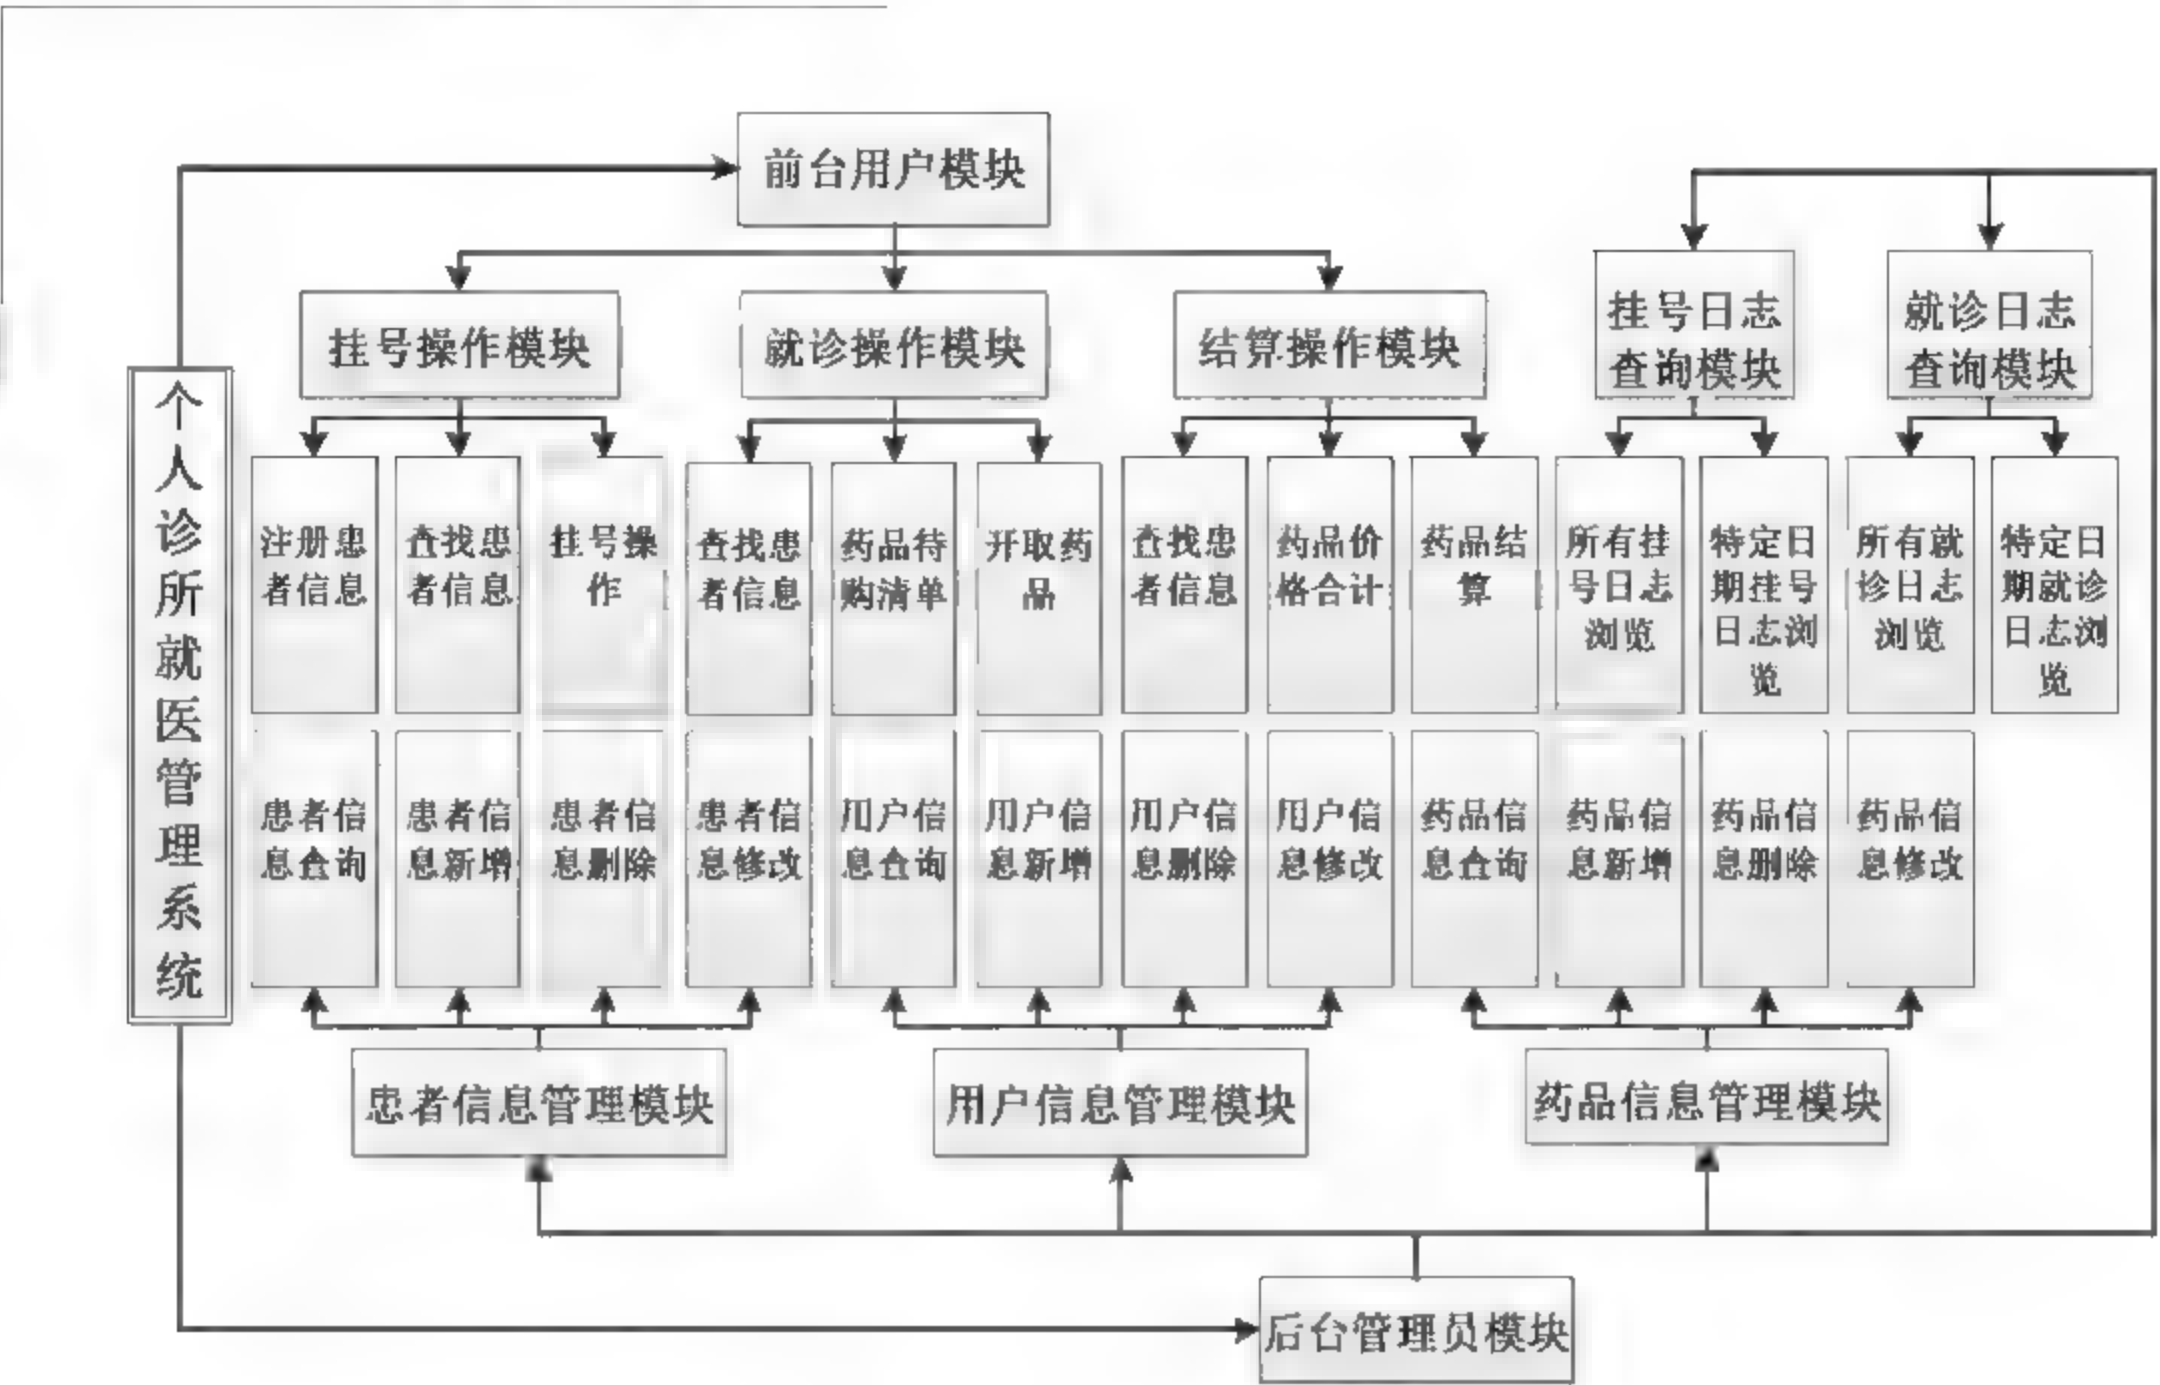 前台用户模块
挂号操作模块
就诊操作模块
结算操作模块
挂号日志
查询模块
就诊日志
查询模块
个
人
诊
所
就
医
管
理
系
统
注册患
者信息
查找患
者信息
挂号操
作
查找患
者信息
药品待
购清单
开取药
品
查找患
者信息
药品价
格合计
药品结
算
所有挂
号日志
浏览
特定日
期挂号
日志浏
览
所有就
诊日志
浏览
特定日
期就诊
日志浏
览
患者信
息查询
患者信
息新增
患者信
息删除
患者信
息修改
用户信
息查询
用户信
息新增
用户信
息删除
用户信
息修改
药品信
息查询
药品信
息新增
药品信
息删除
药品信
息修改
患者信息管理模块
用户信息管理模块
药品信息管理模块
后台管理员模块